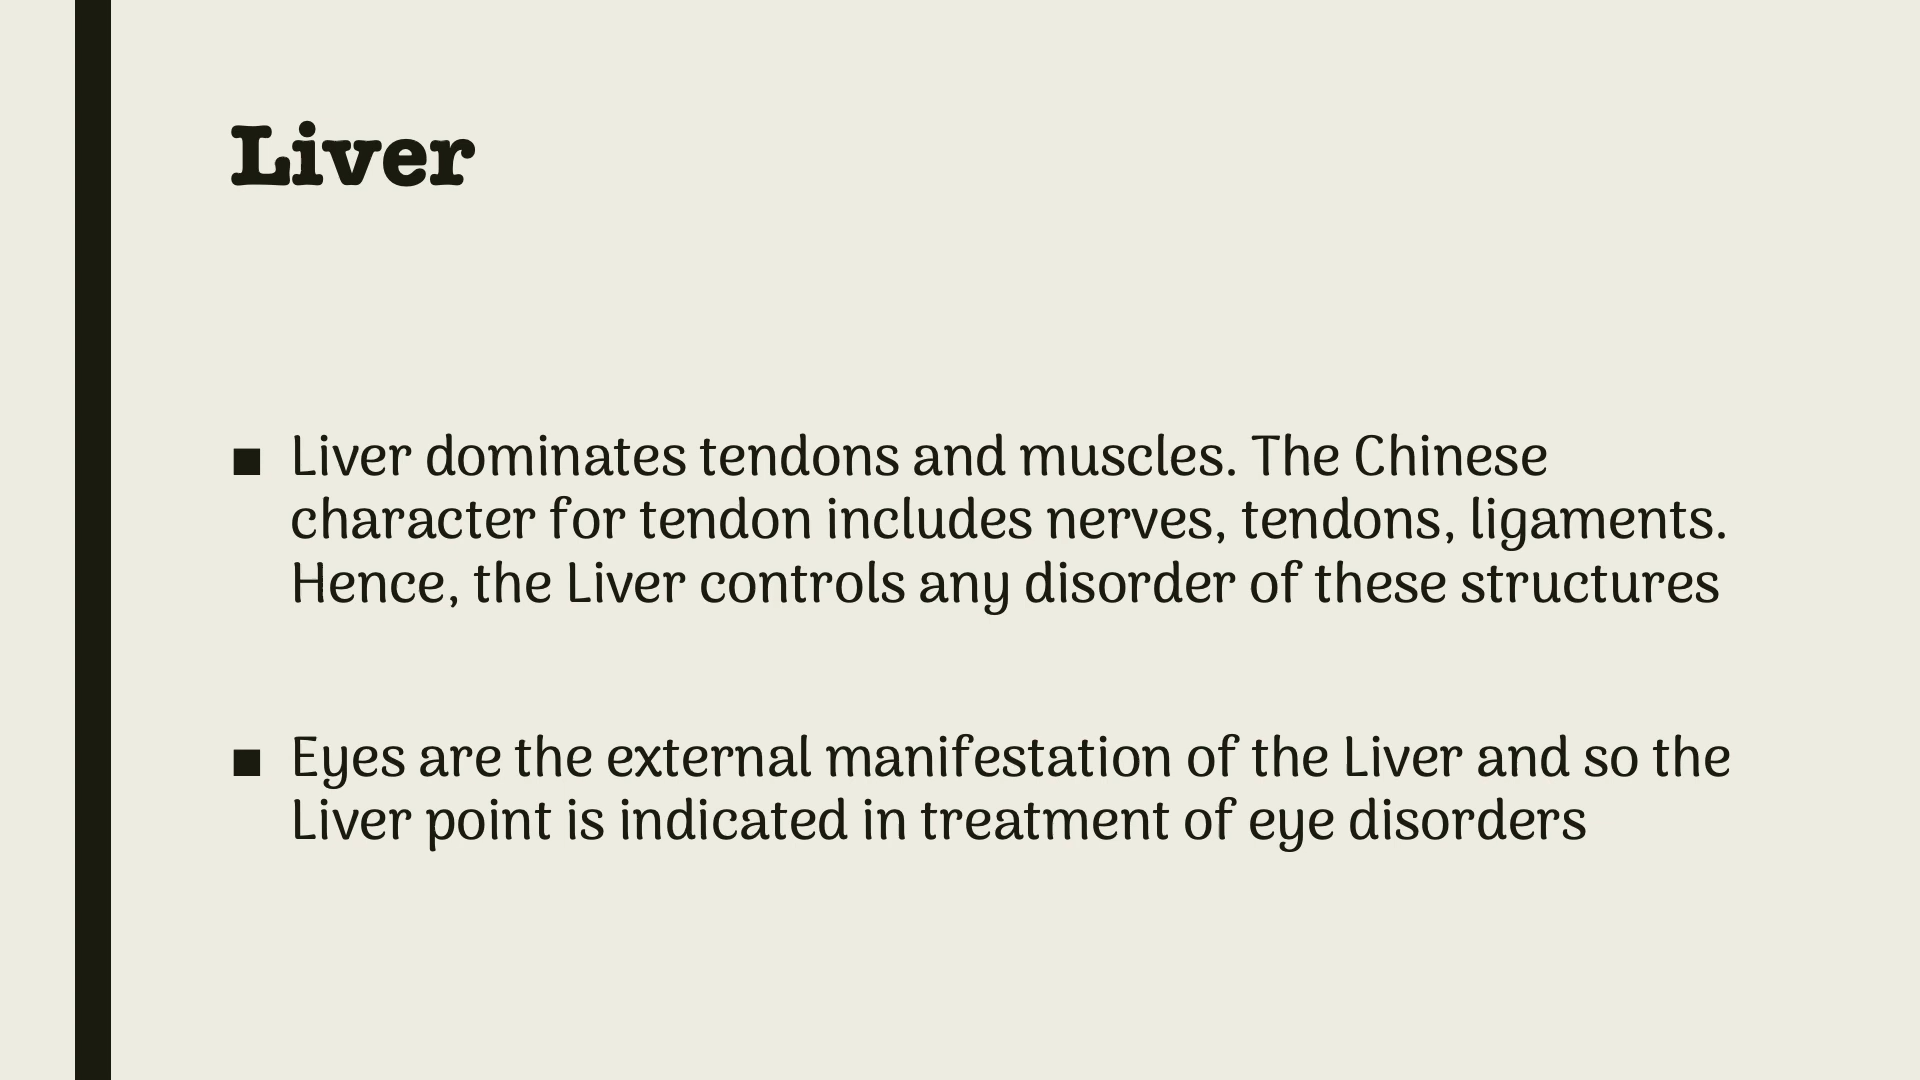 Liver
■ Liver dominates tendons and muscles. The Chinese
character for tendon includes nerves, tendons, ligaments.
Hence, the Liver controls any disorder of these structures
■ Eyes are the external manifestation of the Liver and so the
Liver point is indicated in treatment of eye disorders